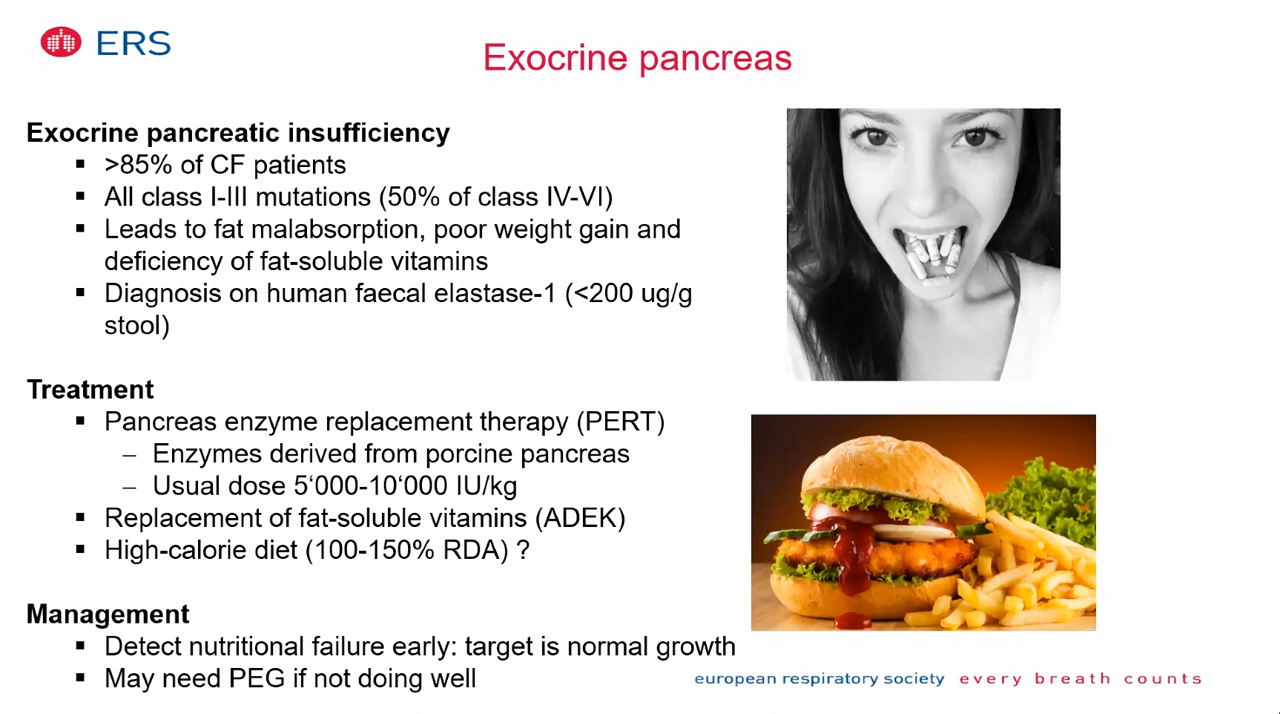 ERS
Exocrine pancreas
Exocrine pancreatic insufficiency
▪ >85% of CF patients
▪ All class I-III mutations (50% of class IV-VI)
▪ Leads to fat malabsorption, poor weight gain and
deficiency of fat-soluble vitamins
▪ Diagnosis on human faecal elastase-1 (<200 ug/g
stool)
Treatment
▪ Pancreas enzyme replacement therapy (PERT)
– Enzymes derived from porcine pancreas
– Usual dose 5‘000-10‘000 IU/kg
▪ Replacement of fat-soluble vitamins (ADEK)
▪ High-calorie diet (100-150% RDA) ?
Management
▪ Detect nutritional failure early: target is normal growth
▪ May need PEG if not doing well
european respiratory society every breath counts